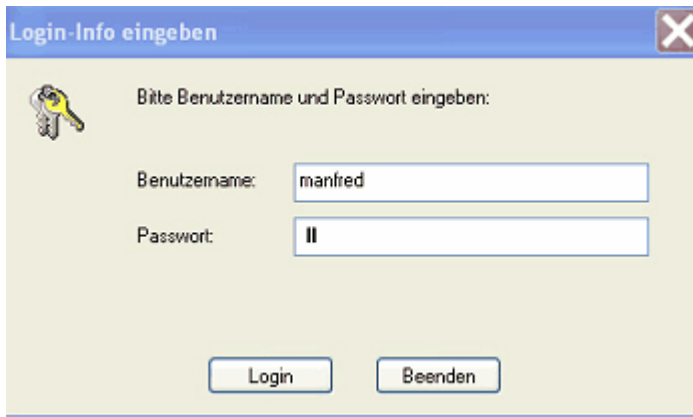 Login-Info eingeben
Bitte Benutzername und Passwort eingeben:
Benutzername: manfred
Passwort:
Login Beenden